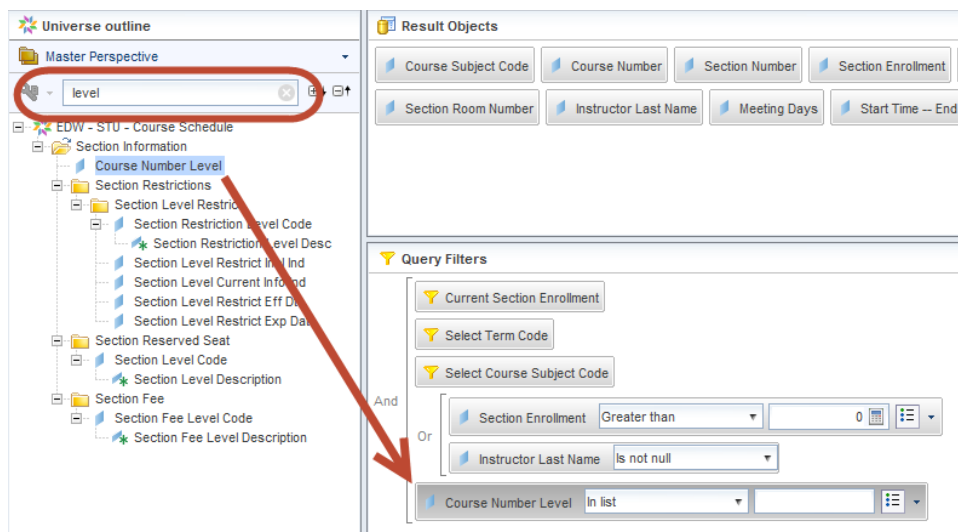 Universe outline
Master Perspective
level
EDW - STU - Course Schedule
Section Information
Course Number Level
Section Restrictions
Section Level Restric
Section Restriction Level Code
Section Restriction Level Desc
Section Level Restrict Ind
Section Level Current Info Ind
Section Level Restrict Eff D
Section Level Restrict Exp Dat
Section Reserved Seat
Section Level Code
Section Level Description
Section Fee
Section Fee Level Code
Section Fee Level Description
Result Objects
Course Subject Code
Course Number
Section Number
Section Enrollment
Section Room Number
Instructor Last Name
Meeting Days
Start Time -- End
Query Filters
Current Section Enrollment
Select Term Code
Select Course Subject Code
And
Or
Section Enrollment Greater than 0
Instructor Last Name Is not null
Course Number Level In list